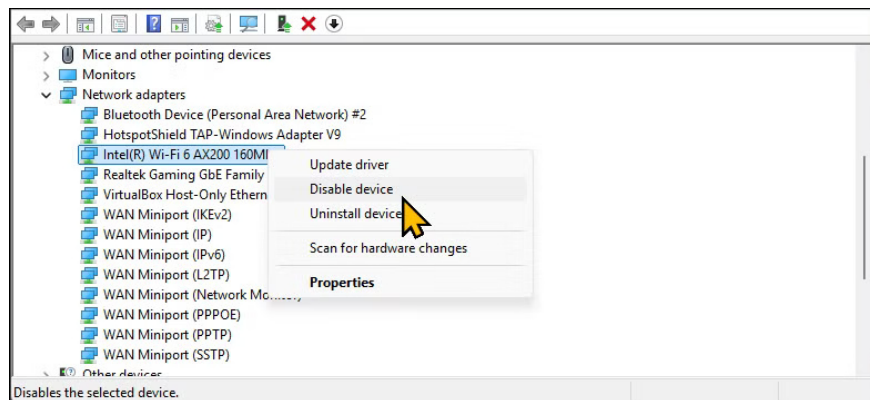 Mice and other pointing devices
Monitors
Network adapters
Bluetooth Device (Personal Area Network) #2
HotspotShield TAP-Windows Adapter V9
Intel(R) Wi-Fi 6 AX200
Realtek Gaming GbE Family
VirtualBox Host-Only
WAN Miniport (IKEv2)
WAN Miniport (IP)
WAN Miniport (IPv6)
WAN Miniport (L2TP)
WAN Miniport (Network
WAN Miniport (PPPOE)
WAN Miniport (PPTP)
WAN Miniport (SSTP)
Other devices
Update driver
Disable device
Uninstall device
Scan for hardware changes
Properties
Disables the selected device.